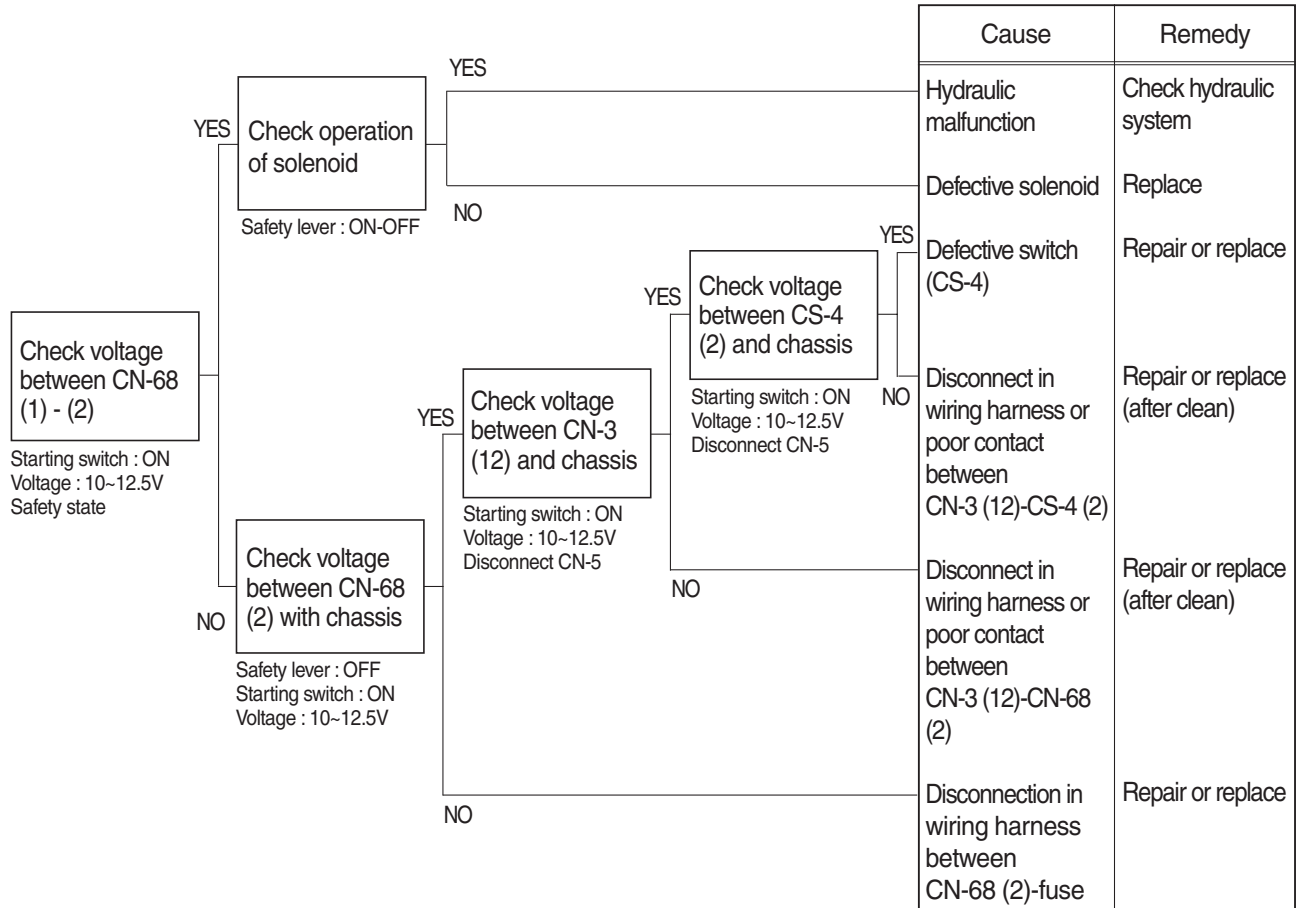 Cause
Remedy
YES
Hydraulic
malfunction
Check hydraulic
system
YES
Check operation
of solenoid
Defective solenoid
Replace
NO
Safety lever : ON-OFF
YES
Defective switch
(CS-4)
Repair or replace
YES
Check voltage
between CS-4
(2) and chassis
Starting switch : ON
Voltage : 10~12.5V
Disconnect CN-5
NO
Disconnect in
wiring harness or
poor contact
between
CN-3 (12)-CS-4 (2)
Repair or replace
(after clean)
Check voltage
between CN-68
(1) - (2)
Starting switch : ON
Voltage : 10~12.5V
Safety state
YES
Check voltage
between CN-3
(12) and chassis
Starting switch : ON
Voltage : 10~12.5V
Disconnect CN-5
NO
Disconnect in
wiring harness or
poor contact
between
CN-3 (12)-CN-68
(2)
Repair or replace
(after clean)
NO
Check voltage
between CN-68
(2) with chassis
Safety lever : OFF
Starting switch : ON
Voltage : 10~12.5V
NO
Disconnection in
wiring harness
between
CN-68 (2)-fuse
Repair or replace